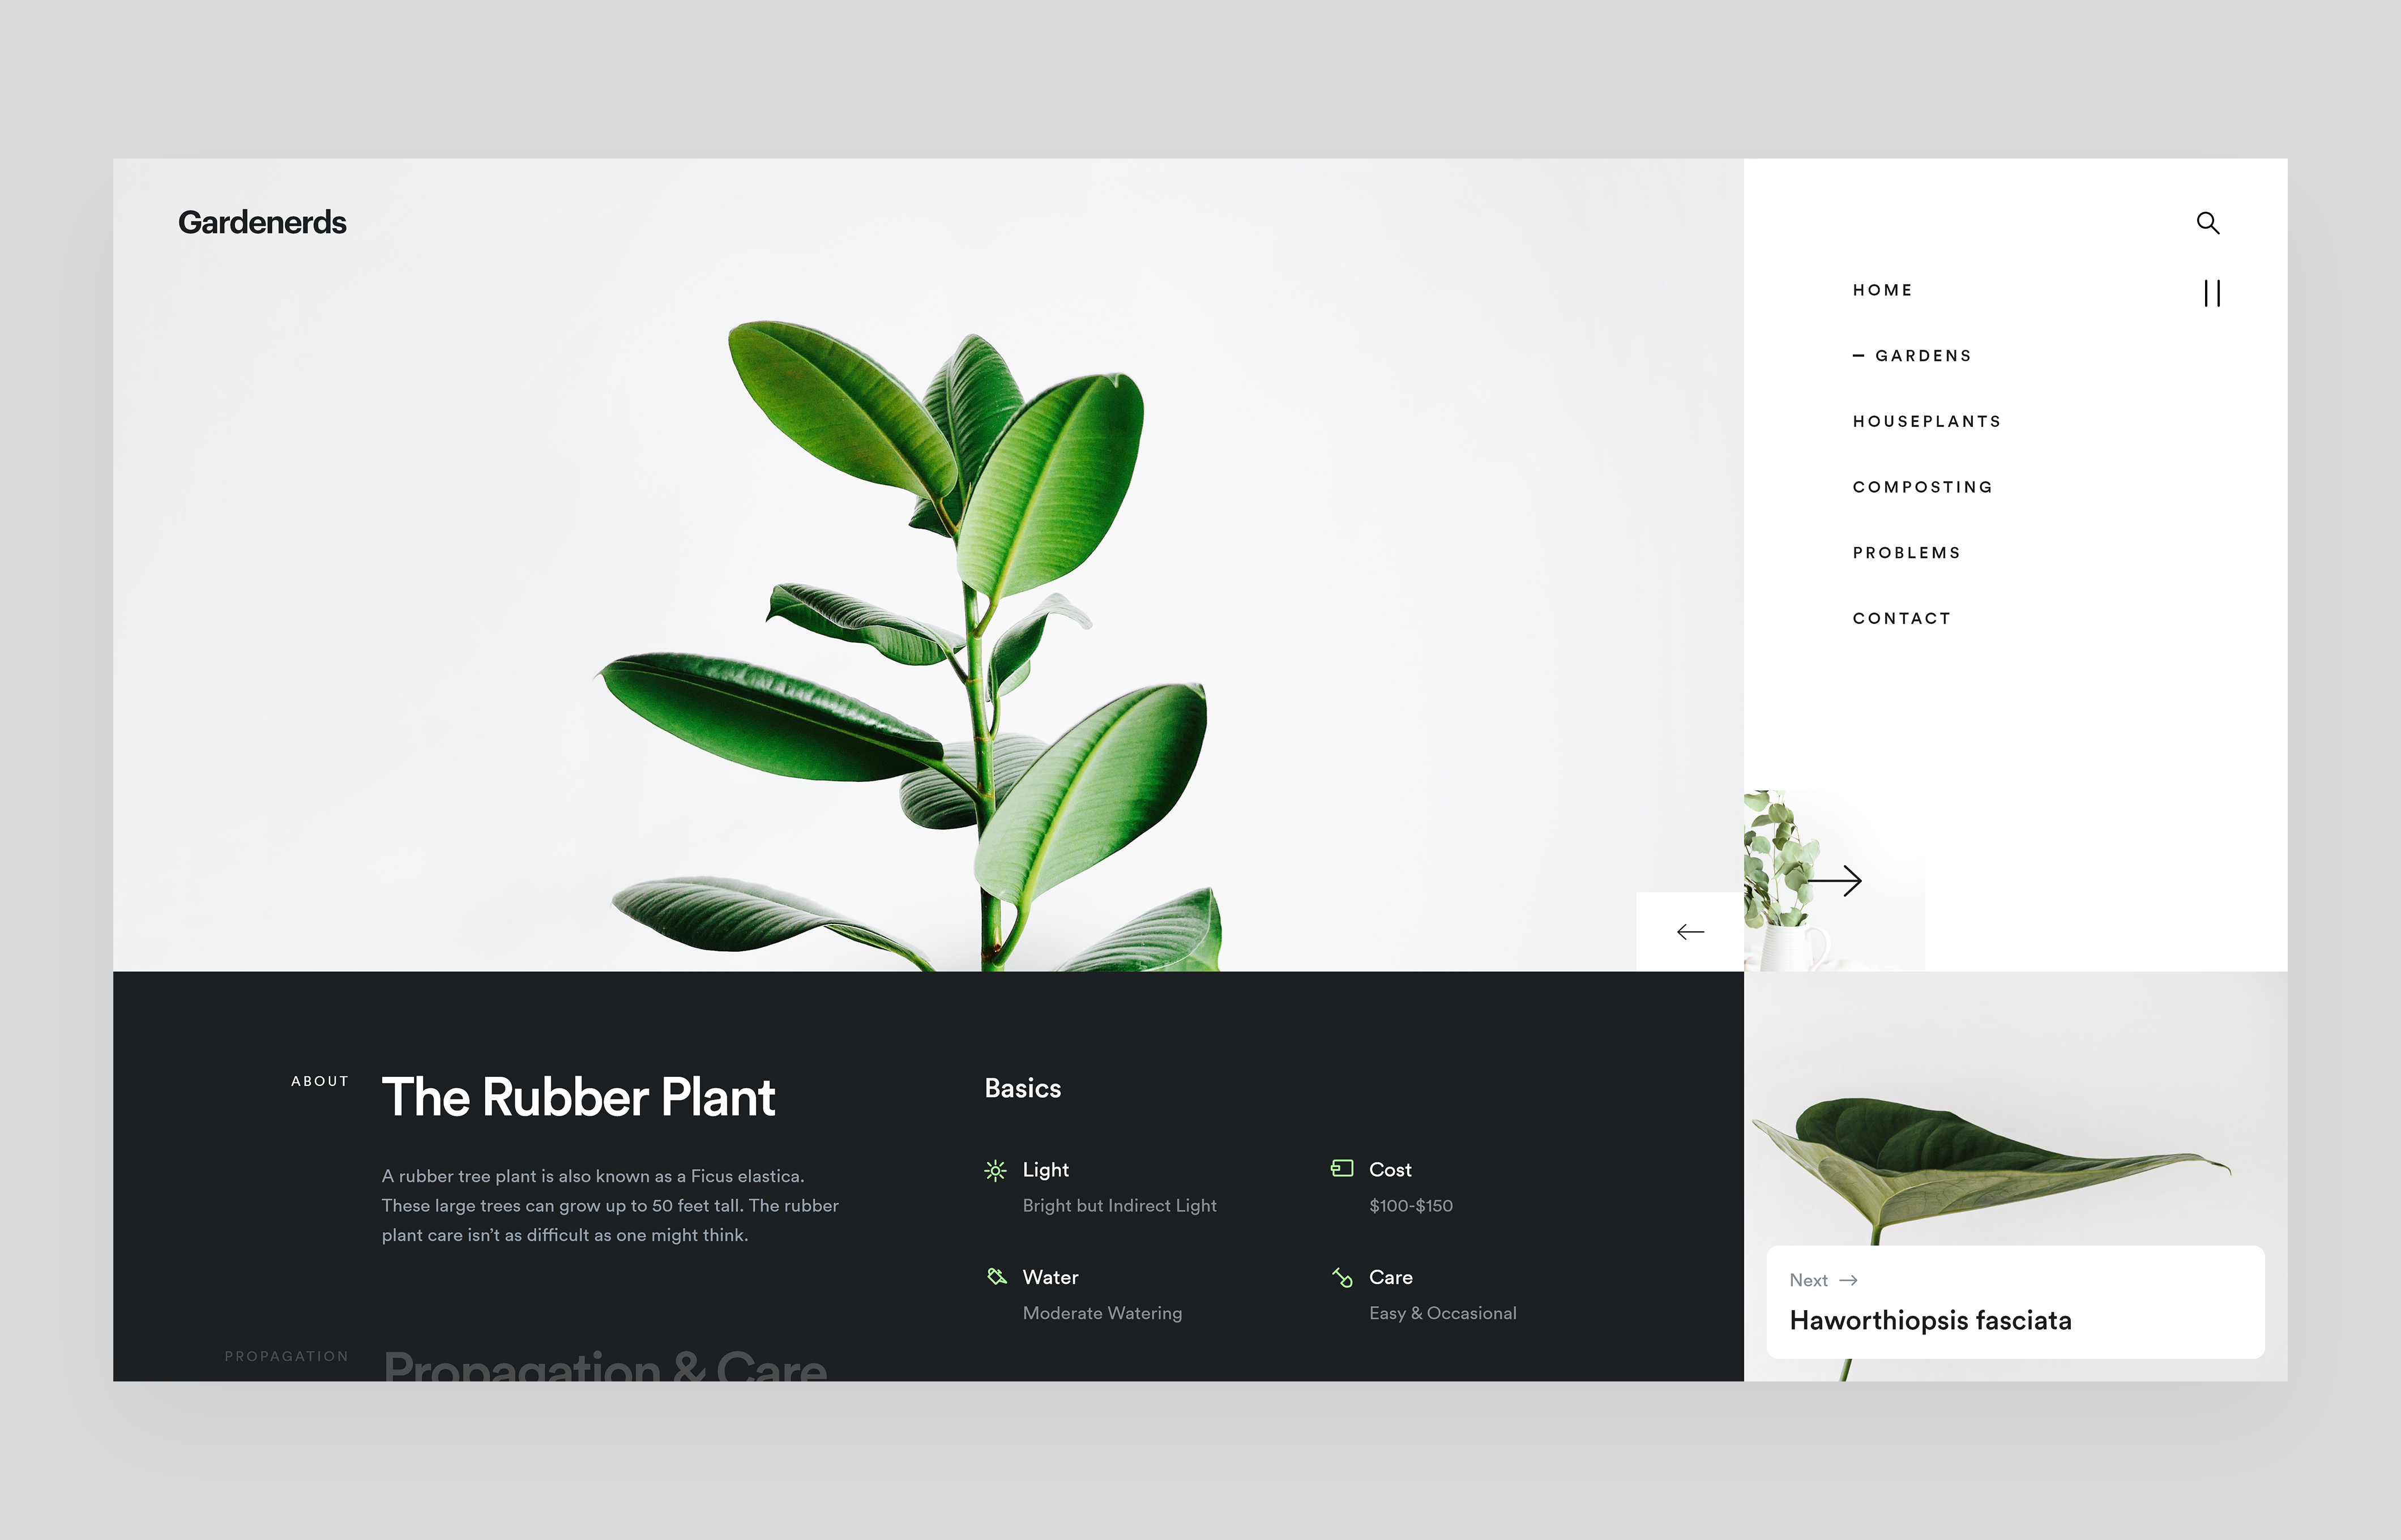 Gardenerds
HOME
– GARDENS
HOUSEPLANTS
COMPOSTING
PROBLEMS
CONTACT
ABOUT
The Rubber Plant
A rubber tree plant is also known as a Ficus elastica.
These large trees can grow up to 50 feet tall. The rubber
plant care isn’t as difficult as one might think.
Basics
Light
Bright but Indirect Light
Cost
$100-$150
Water
Moderate Watering
Care
Easy & Occasional
PROPAGATION
Propagation & Care
Next →
Haworthiopsis fasciata